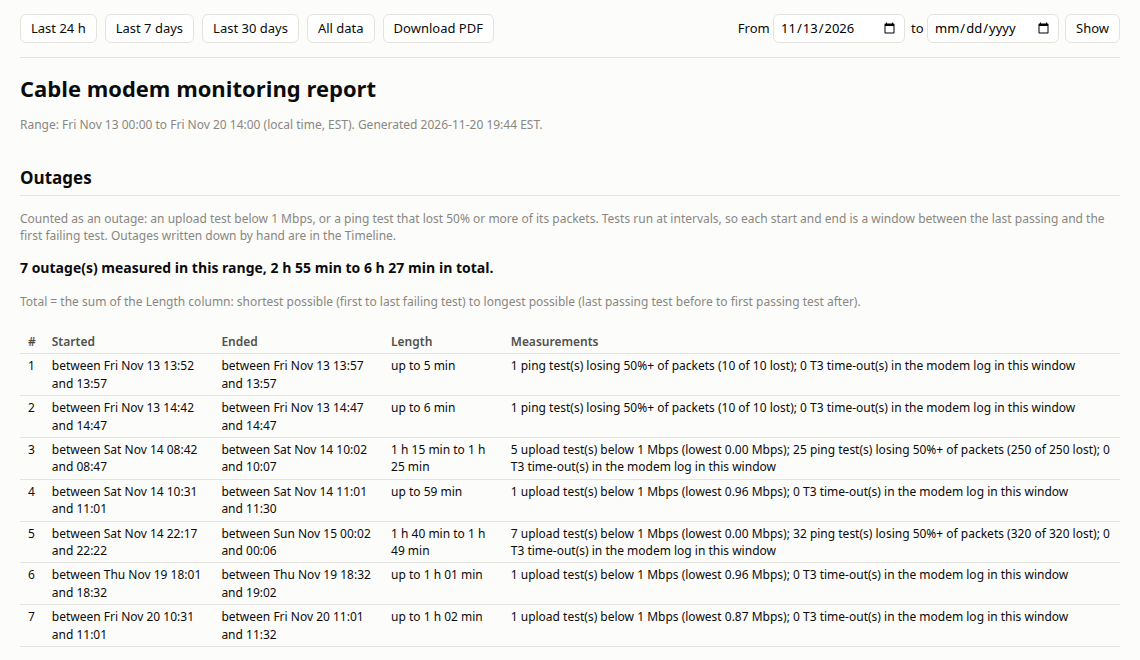 Last 24 h Last 7 days Last 30 days All data Download PDF From 11/13/2026 to mm/dd/yyyy Show
Cable modem monitoring report
Range: Fri Nov 13 00:00 to Fri Nov 20 14:00 (local time, EST). Generated 2026-11-20 19:44 EST.
Outages
Counted as an outage: an upload test below 1 Mbps, or a ping test that lost 50% or more of its packets. Tests run at intervals, so each start and end is a window between the last passing and the
first failing test. Outages written down by hand are in the Timeline.
7 outage(s) measured in this range, 2 h 55 min to 6 h 27 min in total.
Total = the sum of the Length column: shortest possible (first to last failing test) to longest possible (last passing test before to first passing test after).
# Started Ended Length Measurements
1 between Fri Nov 13 13:52 between Fri Nov 13 13:57 up to 5 min 1 ping test(s) losing 50%+ of packets (10 of 10 lost); 0 T3 time-out(s) in the modem log in this window
and 13:57 and 13:57
2 between Fri Nov 13 14:42 between Fri Nov 13 14:47 up to 6 min 1 ping test(s) losing 50%+ of packets (10 of 10 lost); 0 T3 time-out(s) in the modem log in this window
and 14:47 and 14:47
3 between Sat Nov 14 08:42 between Sat Nov 14 10:02 1 h 15 min to 1 h 5 upload test(s) below 1 Mbps (lowest 0.00 Mbps); 25 ping test(s) losing 50%+ of packets (250 of 250 lost); 0
and 08:47 and 10:07 25 min T3 time-out(s) in the modem log in this window
4 between Sat Nov 14 10:31 between Sat Nov 14 11:01 up to 59 min 1 upload test(s) below 1 Mbps (lowest 0.96 Mbps); 0 T3 time-out(s) in the modem log in this window
and 11:01 and 11:30
5 between Sat Nov 14 22:17 between Sun Nov 15 00:02 1 h 40 min to 1 h 7 upload test(s) below 1 Mbps (lowest 0.00 Mbps); 32 ping test(s) losing 50%+ of packets (320 of 320 lost); 0
and 22:22 and 00:06 49 min T3 time-out(s) in the modem log in this window
6 between Thu Nov 19 18:01 between Thu Nov 19 18:32 up to 1 h 01 min 1 upload test(s) below 1 Mbps (lowest 0.96 Mbps); 0 T3 time-out(s) in the modem log in this window
and 18:32 and 19:02
7 between Fri Nov 20 10:31 between Fri Nov 20 11:01 up to 1 h 02 min 1 upload test(s) below 1 Mbps (lowest 0.87 Mbps); 0 T3 time-out(s) in the modem log in this window
and 11:01 and 11:32